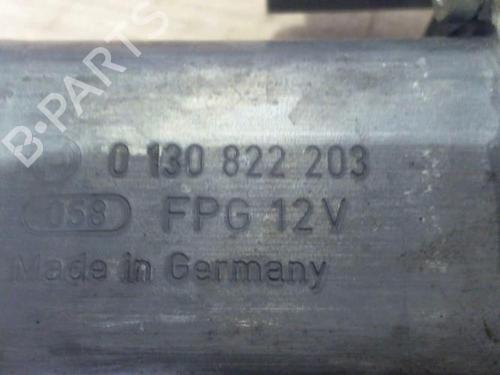 B-PARTS
0 130 822 203
058 FPG 12V
Made in Germany